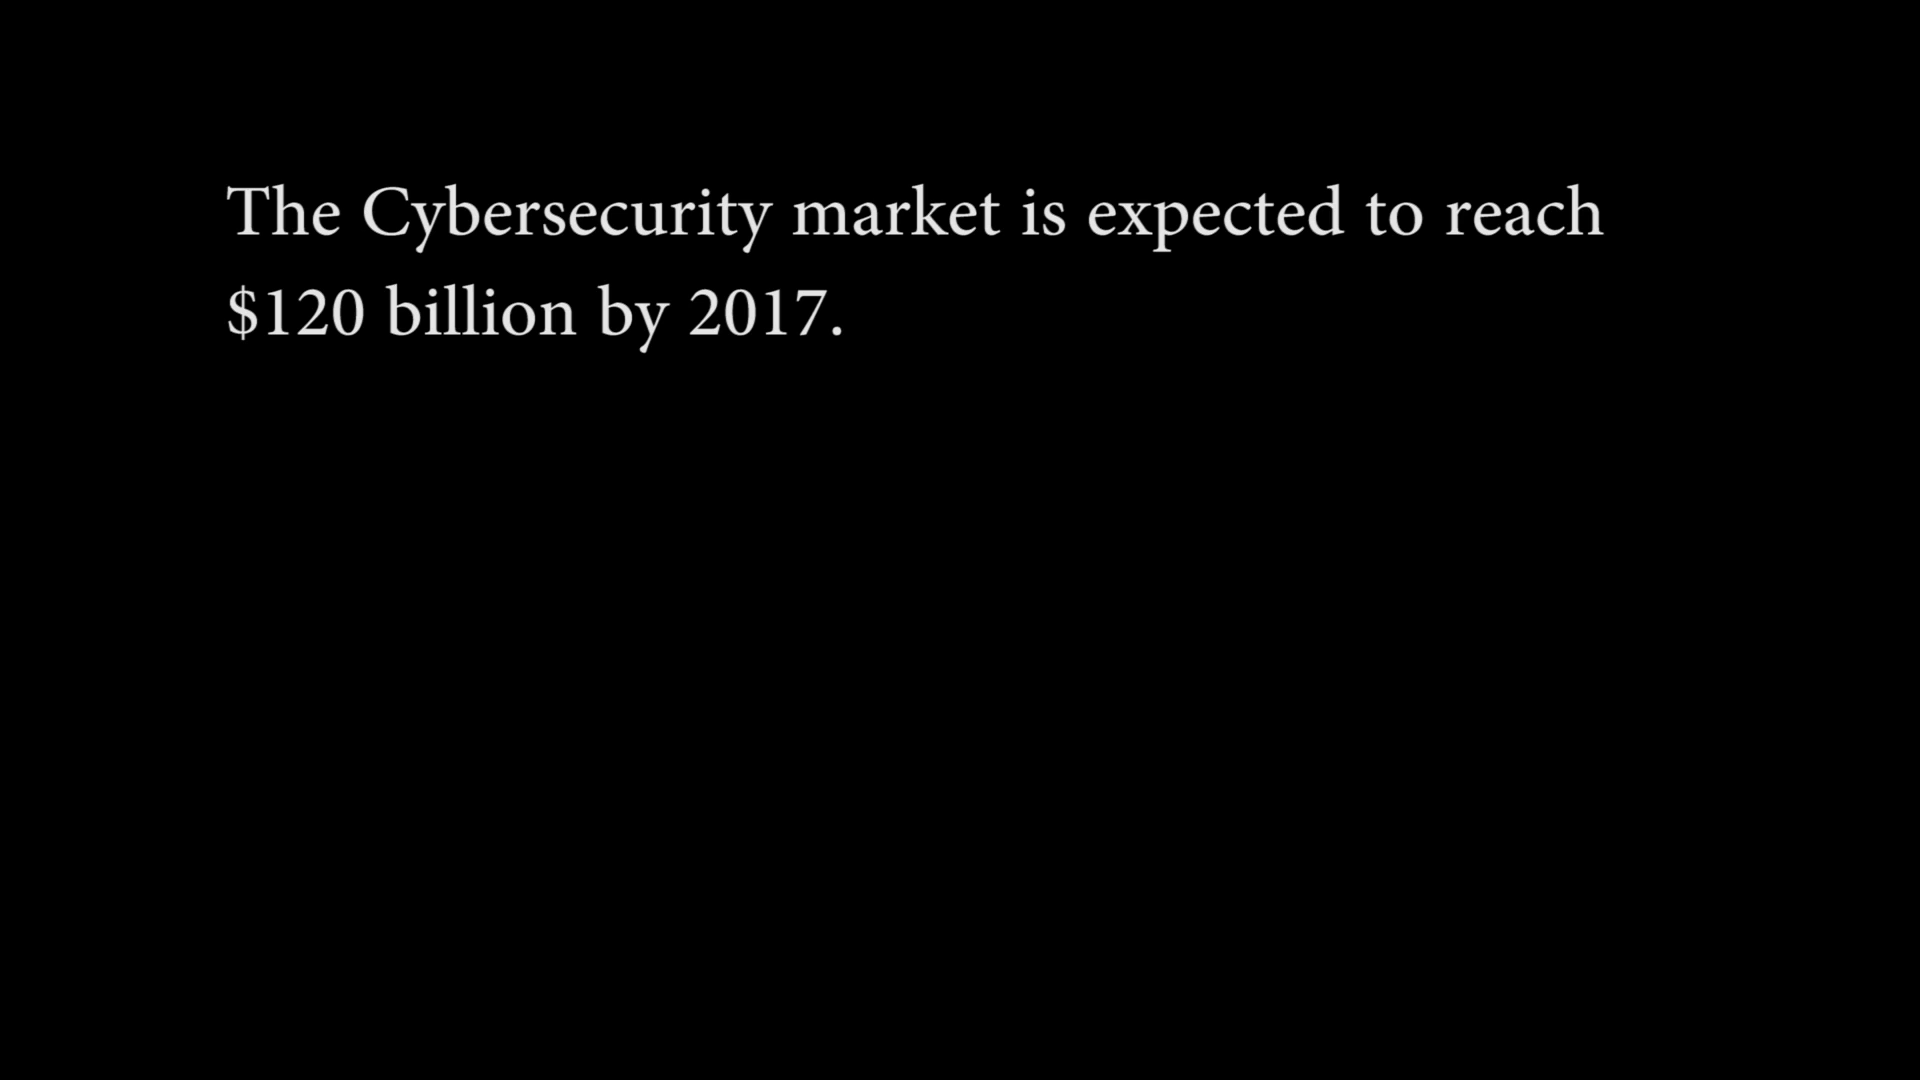 The Cybersecurity market is expected to reach
$120 billion by 2017.